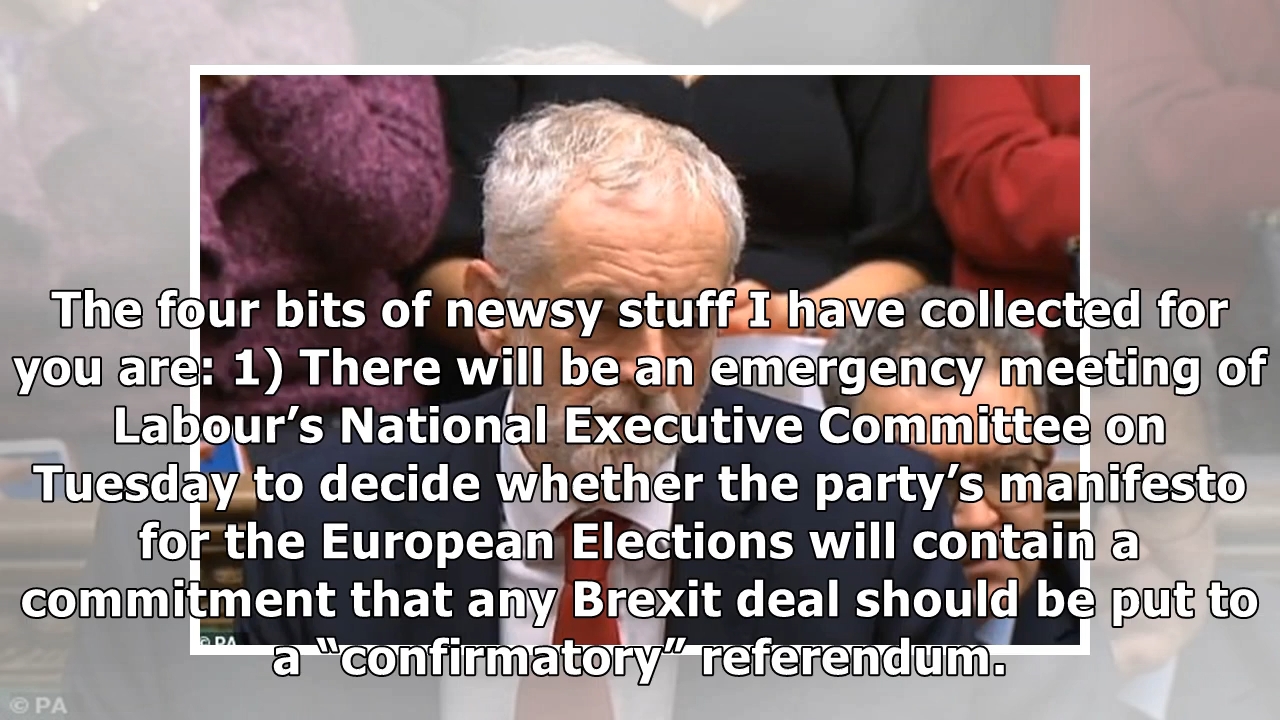 The four bits of newsy stuff I have collected for
you are: 1) There will be an emergency meeting of
Labour’s National Executive Committee on
Tuesday to decide whether the party’s manifesto
for the European Elections will contain a
commitment that any Brexit deal should be put to
a “confirmatory” referendum.
© PA
© PA